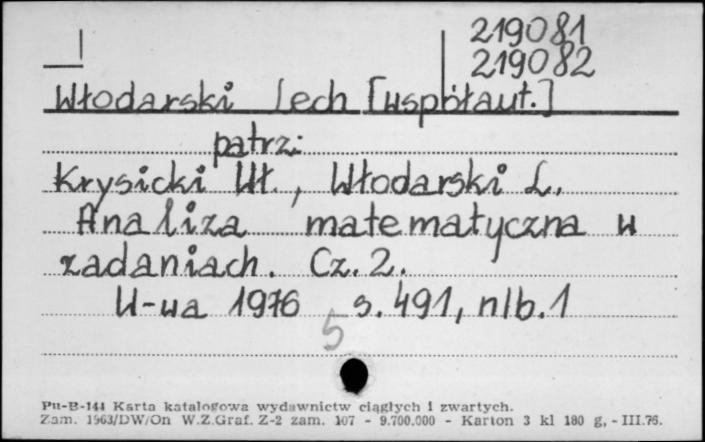 219081
219082
Włodarski Lech [współaut.]
patrz:
Krysicki Wł., Włodarski L.
Analiza matematyczna w
zadaniach. Cz. 2.
W-wa 1976 s. 491, nlb. 1
5
Pu-B-144 Karta katalogowa wydawnictw ciągłych i zwartych.
Zam. 1963/DW/On W.Z.Graf. Z-2 zam. 107 - 9.700.000 - Karton 3 kl 180 g, - III.76.